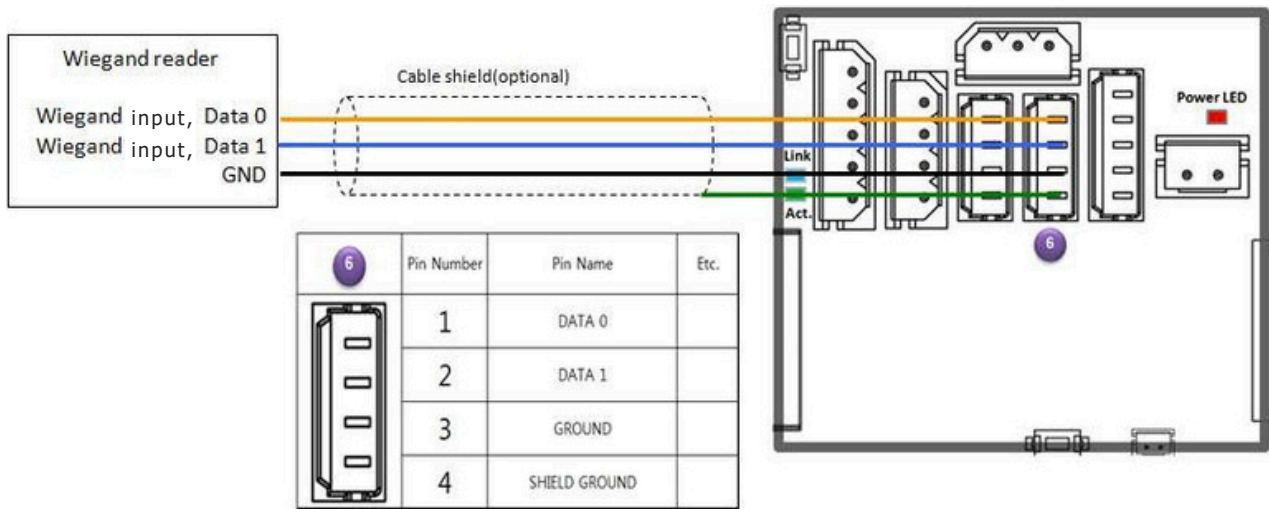 Wiegand reader
Cable shield(optional)
Wiegand input, Data 0
Wiegand input, Data 1
GND
Power LED
Link
Act.
6
6 Pin Number Pin Name Etc.
1 DATA 0
2 DATA 1
3 GROUND
4 SHIELD GROUND